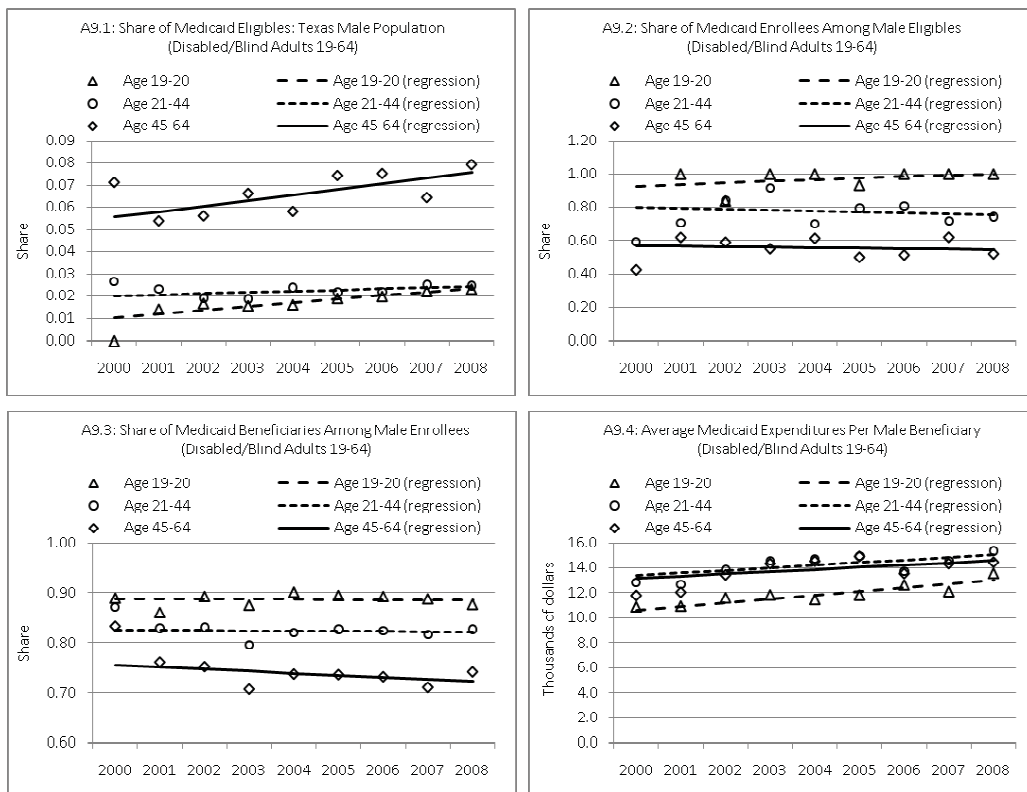 A9.1: Share of Medicaid Eligibles: Texas Male Population
(Disabled/Blind Adults 19-64)
Age 19-20
Age 19-20 (regression)
Age 21-44
Age 21-44 (regression)
Age 45-64
Age 45-64 (regression)
0.09
0.08
0.07
0.06
0.05
0.04
0.03
0.02
0.01
0.00
Share
2000 2001 2002 2003 2004 2005 2006 2007 2008
A9.2: Share of Medicaid Enrollees Among Male Eligibles
(Disabled/Blind Adults 19-64)
Age 19-20
Age 19-20 (regression)
Age 21-44
Age 21-44 (regression)
Age 45-64
Age 45-64 (regression)
1.20
1.00
0.80
0.60
0.40
0.20
0.00
Share
2000 2001 2002 2003 2004 2005 2006 2007 2008
A9.3: Share of Medicaid Beneficiaries Among Male Enrollees
(Disabled/Blind Adults 19-64)
Age 19-20
Age 19-20 (regression)
Age 21-44
Age 21-44 (regression)
Age 45-64
Age 45-64 (regression)
1.00
0.90
0.80
0.70
0.60
Share
2000 2001 2002 2003 2004 2005 2006 2007 2008
A9.4: Average Medicaid Expenditures Per Male Beneficiary
(Disabled/Blind Adults 19-64)
Age 19-20
Age 19-20 (regression)
Age 21-44
Age 21-44 (regression)
Age 45-64
Age 45-64 (regression)
16.0
14.0
12.0
10.0
8.0
6.0
4.0
2.0
0.0
Thousands of dollars
2000 2001 2002 2003 2004 2005 2006 2007 2008